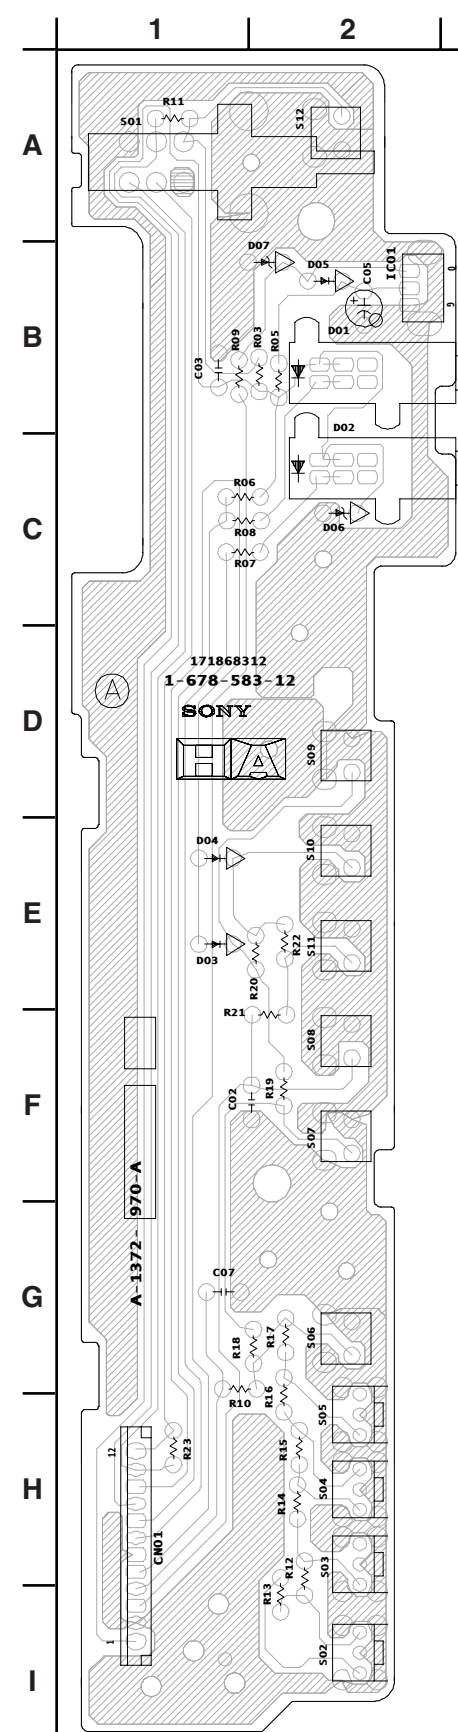 1 2
A
R11
S01
S12
D07
D05
C05
IC01
O
G
B
D01
R09
R03
R05
C03
D02
R06
C
R08
D06
R07
171868312
1-678-583-12
A
D
SONY
HA
S09
D04
S10
E
R22
S11
D03
R20
R21
S08
F
R19
C02
S07
A-1372- 970-A
C07
G
R17
R18
S06
R16
R10
S05
12
R23
R15
H
S04
R14
CN01
S03
R12
R13
1
S02
I